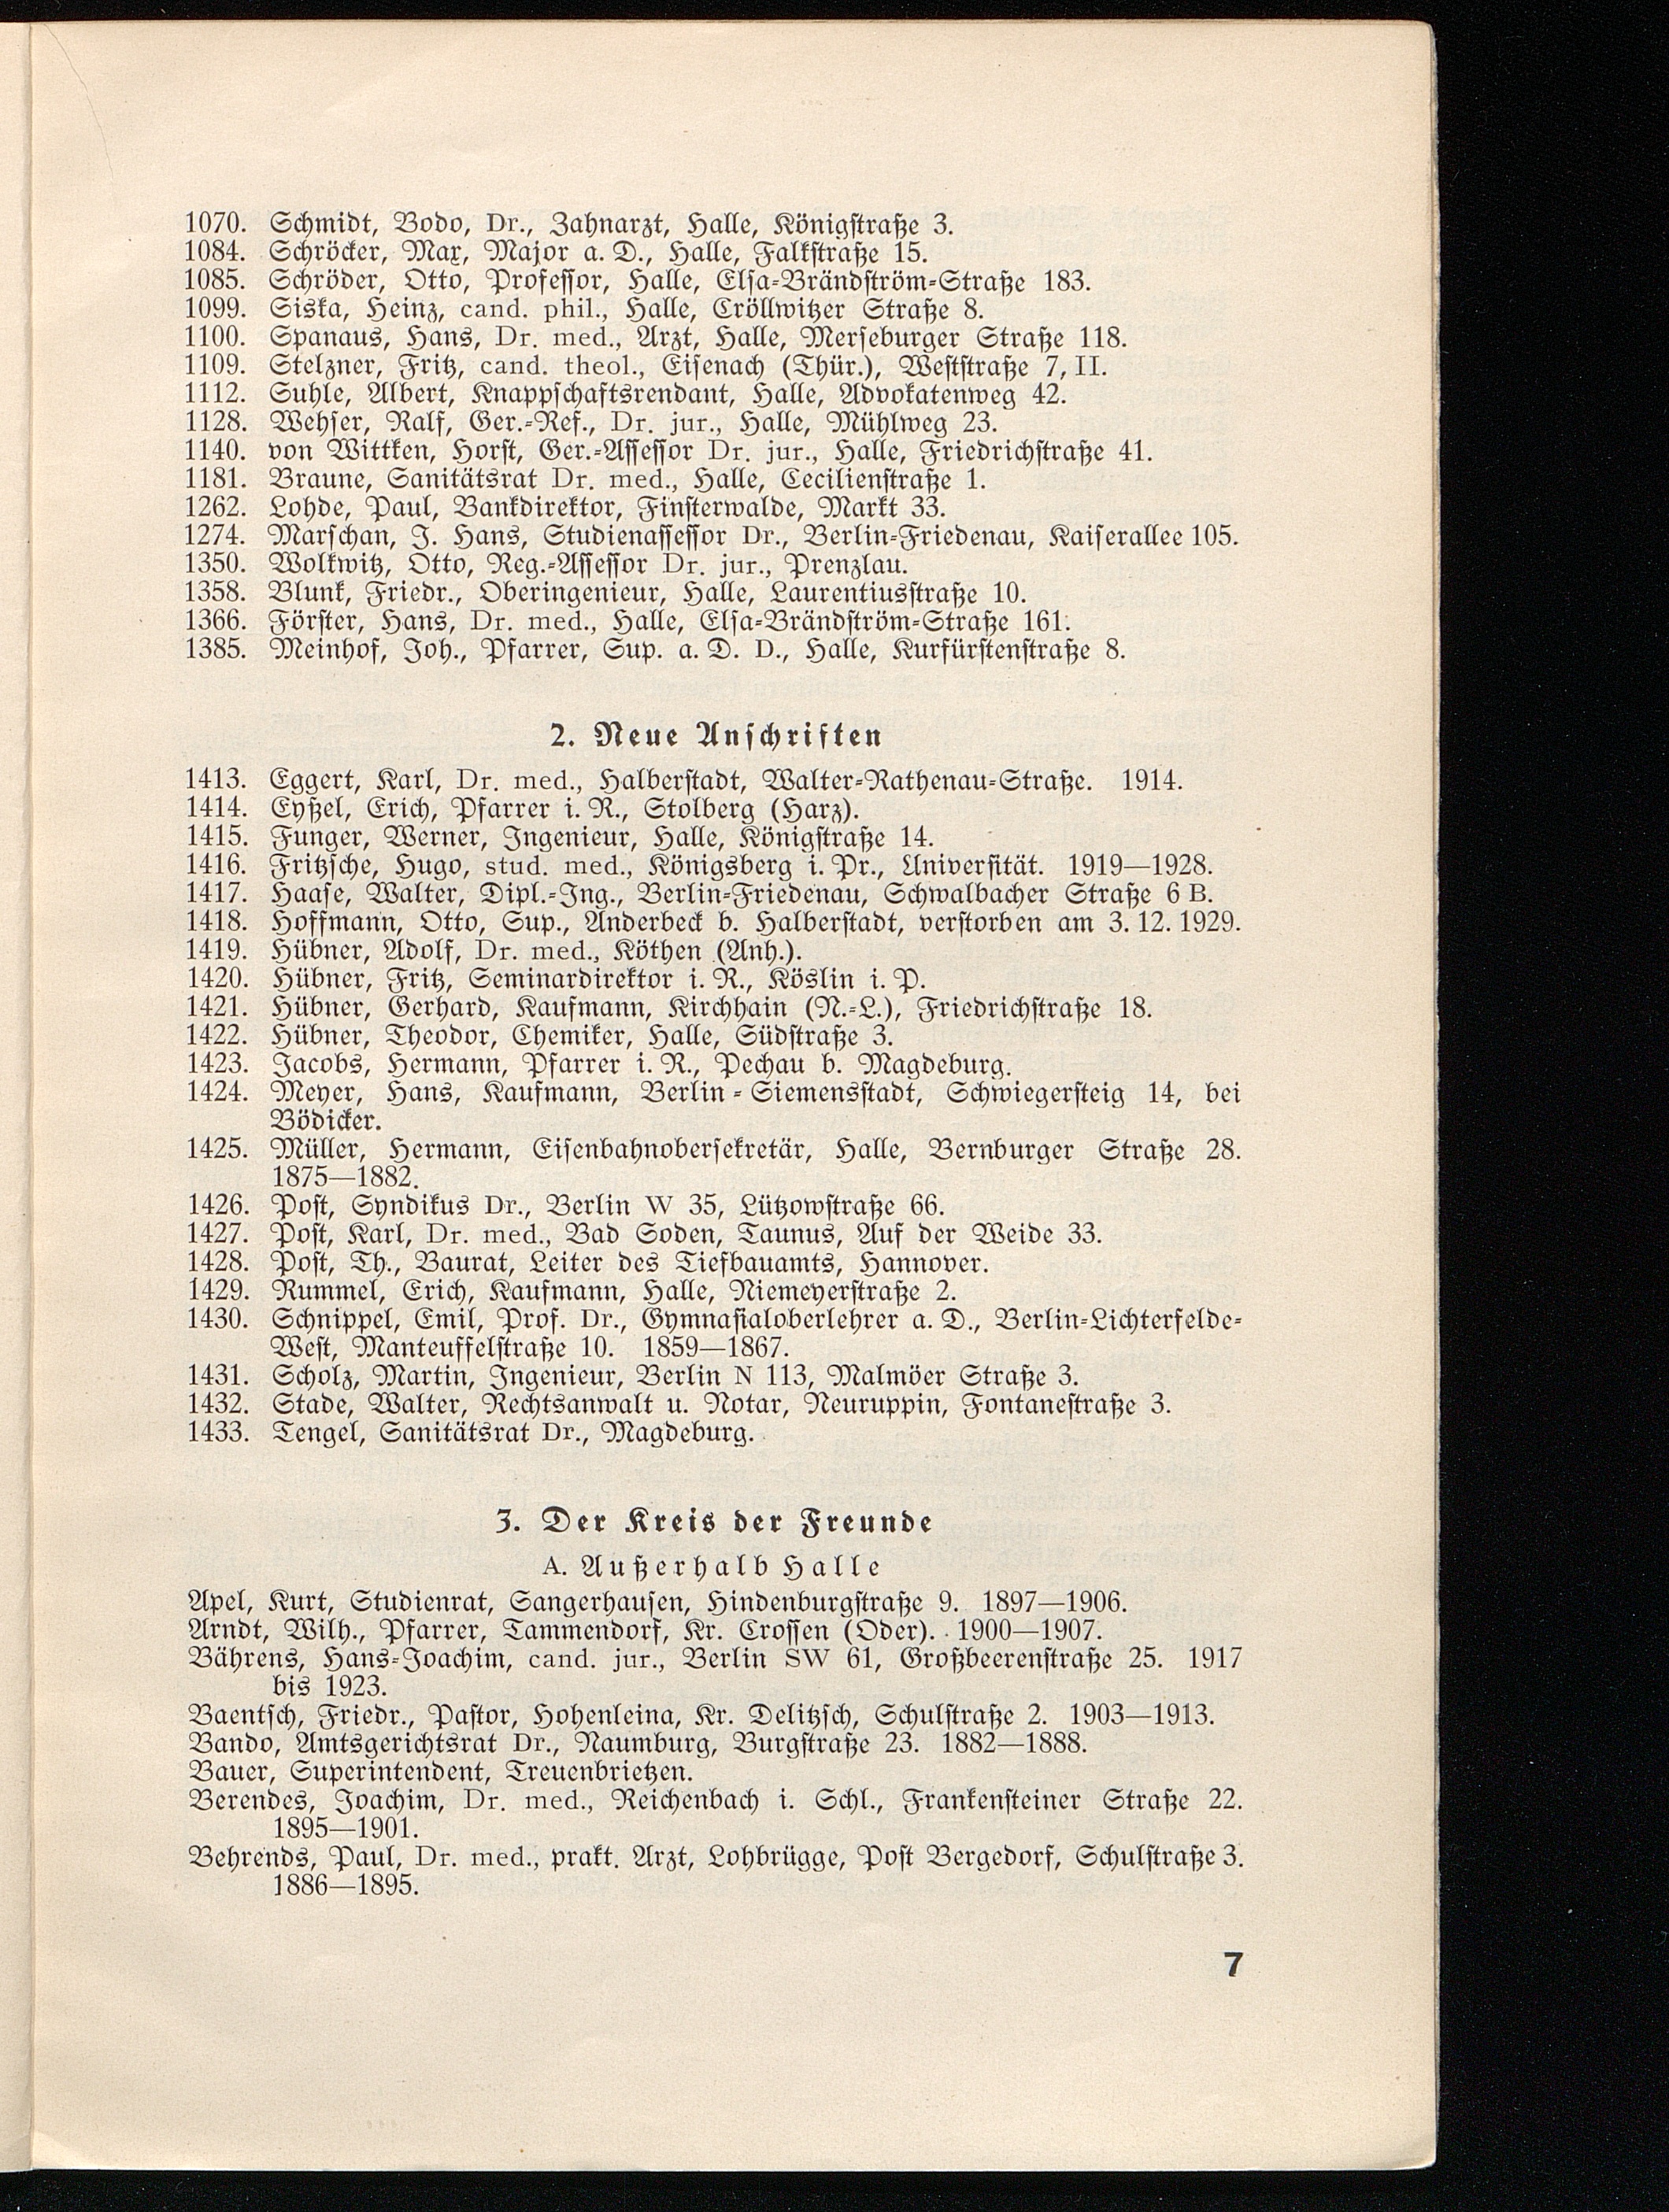 1070. Schmidt, Bodo, Dr., Zahnarzt, Halle, Königstraße 3.
1084. Schröcker, Max, Major a. D., Halle, Falkstraße 15.
1085. Schröder, Otto, Professor, Halle, Elsa-Brändström-Straße 183.
1099. Siska, Heinz, cand. phil., Halle, Cröllwitzer Straße 8.
1100. Spanaus, Hans, Dr. med., Arzt, Halle, Merseburger Straße 118.
1109. Stelzner, Fritz, cand. theol., Eisenach (Thür.), Weststraße 7, II.
1112. Suhle, Albert, Knappschaftsrendant, Halle, Advokatenweg 42.
1128. Wehser, Ralf, Ger.-Ref., Dr. jur., Halle, Mühlweg 23.
1140. von Wittken, Horst, Ger.-Assessor Dr. jur., Halle, Friedrichstraße 41.
1181. Braune, Sanitätsrat Dr. med., Halle, Cecilienstraße 1.
1262. Lohde, Paul, Bankdirektor, Finsterwalde, Markt 33.
1274. Marschan, J. Hans, Studienassessor Dr., Berlin-Friedenau, Kaiserallee 105.
1350. Wolkwitz, Otto, Reg.-Assessor Dr. jur., Prenzlau.
1358. Blunk, Friedr., Oberingenieur, Halle, Laurentiusstraße 10.
1366. Förster, Hans, Dr. med., Halle, Elsa-Brändström-Straße 161.
1385. Meinhof, Joh., Pfarrer, Sup. a. D. D., Halle, Kurfürstenstraße 8.
2. Neue Anschriften
1413. Eggert, Karl, Dr. med., Halberstadt, Walter-Rathenau-Straße. 1914.
1414. Eyßel, Erich, Pfarrer i. R., Stolberg (Harz).
1415. Funger, Werner, Ingenieur, Halle, Königstraße 14.
1416. Fritzsche, Hugo, stud. med., Königsberg i. Pr., Universität. 1919—1928.
1417. Haase, Walter, Dipl.-Ing., Berlin-Friedenau, Schwalbacher Straße 6 B.
1418. Hoffmann, Otto, Sup., Anderbeck b. Halberstadt, verstorben am 3. 12. 1929.
1419. Hübner, Adolf, Dr. med., Köthen (Anh.).
1420. Hübner, Fritz, Seminardirektor i. R., Köslin i. P.
1421. Hübner, Gerhard, Kaufmann, Kirchhain (N.-L.), Friedrichstraße 18.
1422. Hübner, Theodor, Chemiker, Halle, Südstraße 3.
1423. Jacobs, Hermann, Pfarrer i. R., Pechau b. Magdeburg.
1424. Meyer, Hans, Kaufmann, Berlin-Siemensstadt, Schwiegersteig 14, bei
Bödicker.
1425. Müller, Hermann, Eisenbahnobersekretär, Halle, Bernburger Straße 28.
1875—1882.
1426. Post, Syndikus Dr., Berlin W 35, Lützowstraße 66.
1427. Post, Karl, Dr. med., Bad Soden, Taunus, Auf der Weide 33.
1428. Post, Th., Baurat, Leiter des Tiefbauamts, Hannover.
1429. Rummel, Erich, Kaufmann, Halle, Niemeyerstraße 2.
1430. Schnippel, Emil, Prof. Dr., Gymnasialoberlehrer a. D., Berlin-Lichterfelde-
West, Manteuffelstraße 10. 1859—1867.
1431. Scholz, Martin, Ingenieur, Berlin N 113, Malmöer Straße 3.
1432. Stade, Walter, Rechtsanwalt u. Notar, Neuruppin, Fontanestraße 3.
1433. Tengel, Sanitätsrat Dr., Magdeburg.
3. Der Kreis der Freunde
A. Außerhalb Halle
Apel, Kurt, Studienrat, Sangerhausen, Hindenburgstraße 9. 1897—1906.
Arndt, Wilh., Pfarrer, Tammendorf, Kr. Crossen (Oder). 1900—1907.
Bährens, Hans-Joachim, cand. jur., Berlin SW 61, Großbeerenstraße 25. 1917
bis 1923.
Baentsch, Friedr., Pastor, Hohenleina, Kr. Delitzsch, Schulstraße 2. 1903—1913.
Bando, Amtsgerichtsrat Dr., Naumburg, Burgstraße 23. 1882—1888.
Bauer, Superintendent, Treuenbrietzen.
Berendes, Joachim, Dr. med., Reichenbach i. Schl., Frankensteiner Straße 22.
1895—1901.
Behrends, Paul, Dr. med., prakt. Arzt, Lohbrügge, Post Bergedorf, Schulstraße 3.
1886—1895.
7